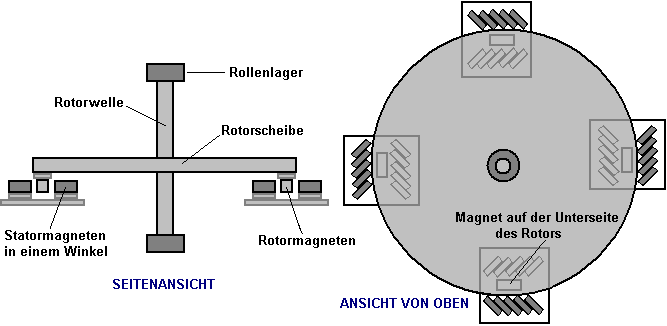 Rollenlager
Rotorwelle
Rotorscheibe
Statormagneten
in einem Winkel
Rotormagneten
SEITENANSICHT
Magnet auf der Unterseite
des Rotors
ANSICHT VON OBEN